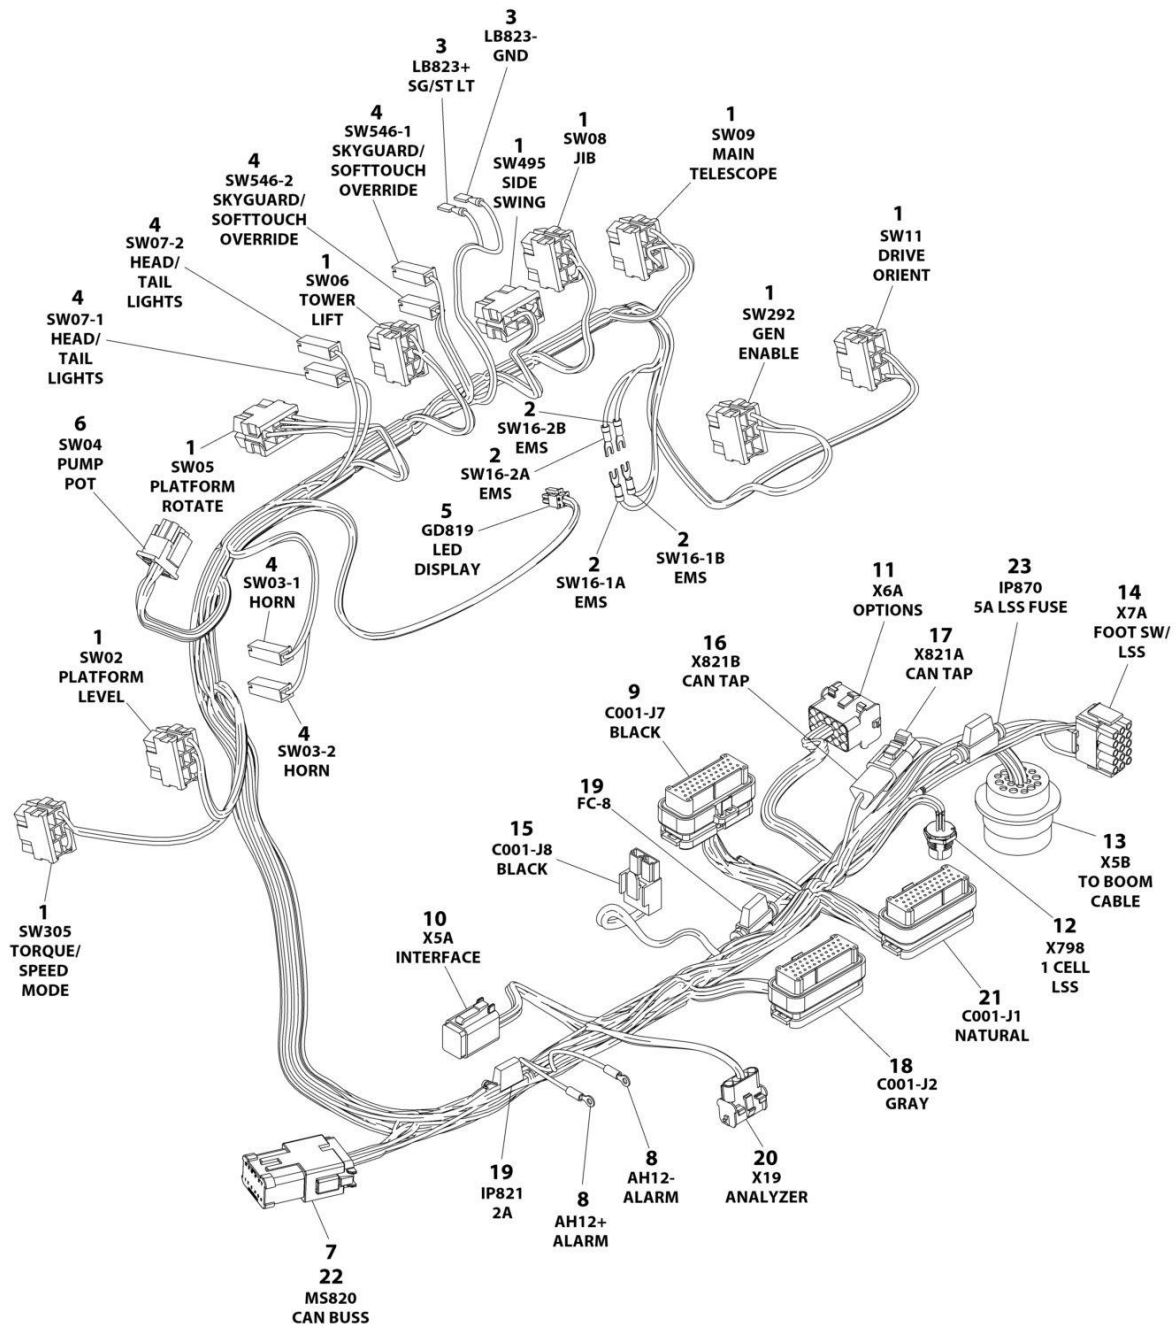 3
LB823-
GND
3
LB823+
SG/ST LT
4
SW546-1
SKYGUARD/
SOFTTOUCH
OVERRIDE
1
SW495
SIDE
SWING
1
SW08
JIB
1
SW09
MAIN
TELESCOPE
4
SW546-2
SKYGUARD/
SOFTTOUCH
OVERRIDE
4
SW07-2
HEAD/
TAIL
LIGHTS
1
SW06
TOWER
LIFT
1
SW11
DRIVE
ORIENT
4
SW07-1
HEAD/
TAIL
LIGHTS
1
SW292
GEN
ENABLE
6
SW04
PUMP
POT
1
SW05
PLATFORM
ROTATE
2
SW16-2B
EMS
2
SW16-2A
EMS
5
GD819
LED
DISPLAY
2
SW16-1A
EMS
2
SW16-1B
EMS
4
SW03-1
HORN
4
SW03-2
HORN
1
SW02
PLATFORM
LEVEL
1
SW305
TORQUE/
SPEED
MODE
11
X6A
OPTIONS
23
IP870
5A LSS FUSE
14
X7A
FOOT SW/
LSS
16
X821B
CAN TAP
17
X821A
CAN TAP
9
C001-J7
BLACK
19
FC-8
15
C001-J8
BLACK
13
X5B
TO BOOM
CABLE
12
X798
1 CELL
LSS
10
X5A
INTERFACE
21
C001-J1
NATURAL
18
C001-J2
GRAY
20
X19
ANALYZER
8
AH12-
ALARM
8
AH12+
ALARM
19
IP821
2A
7
22
MS820
CAN BUSS